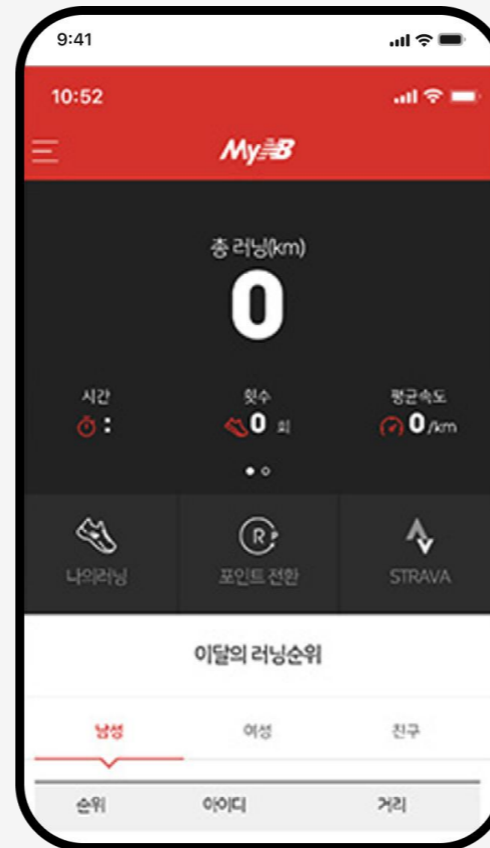 9:41
10:52
MyNB
총 러닝(km)
0
시간 횟수 평균속도
: 0 회 0 /km
R P
나의러닝 포인트 전환 STRAVA
이달의 러닝순위
남성 여성 친구
순위 아이디 거리